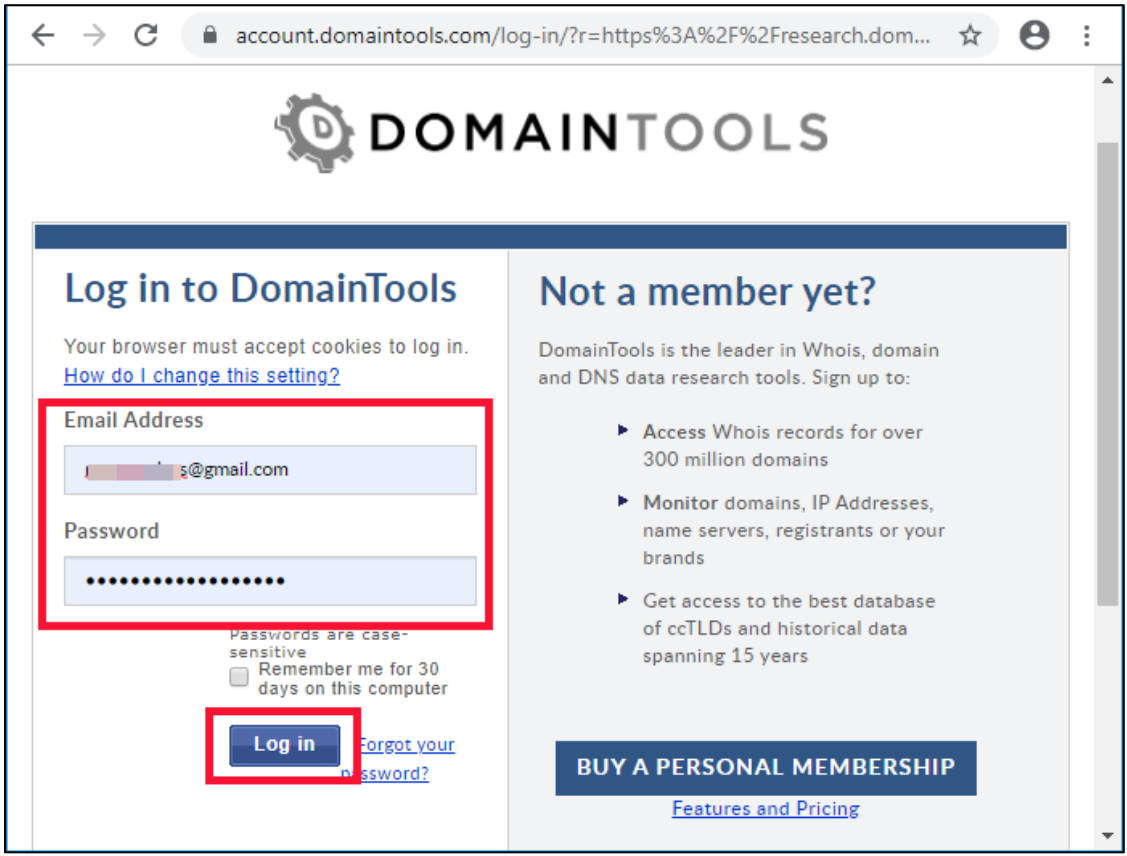 account.domaintools.com/log-in/?r=https%3A%2F%2Fresearch.dom...
DOMAINTOOLS
Log in to DomainTools
Your browser must accept cookies to log in.
How do I change this setting?
Email Address
s@gmail.com
Password
••••••••••••••••••
Passwords are case-
sensitive
Remember me for 30
days on this computer
Log in
Forgot your
password?
Not a member yet?
DomainTools is the leader in Whois, domain
and DNS data research tools. Sign up to:
Access Whois records for over
300 million domains
Monitor domains, IP Addresses,
name servers, registrants or your
brands
Get access to the best database
of ccTLDs and historical data
spanning 15 years
BUY A PERSONAL MEMBERSHIP
Features and Pricing